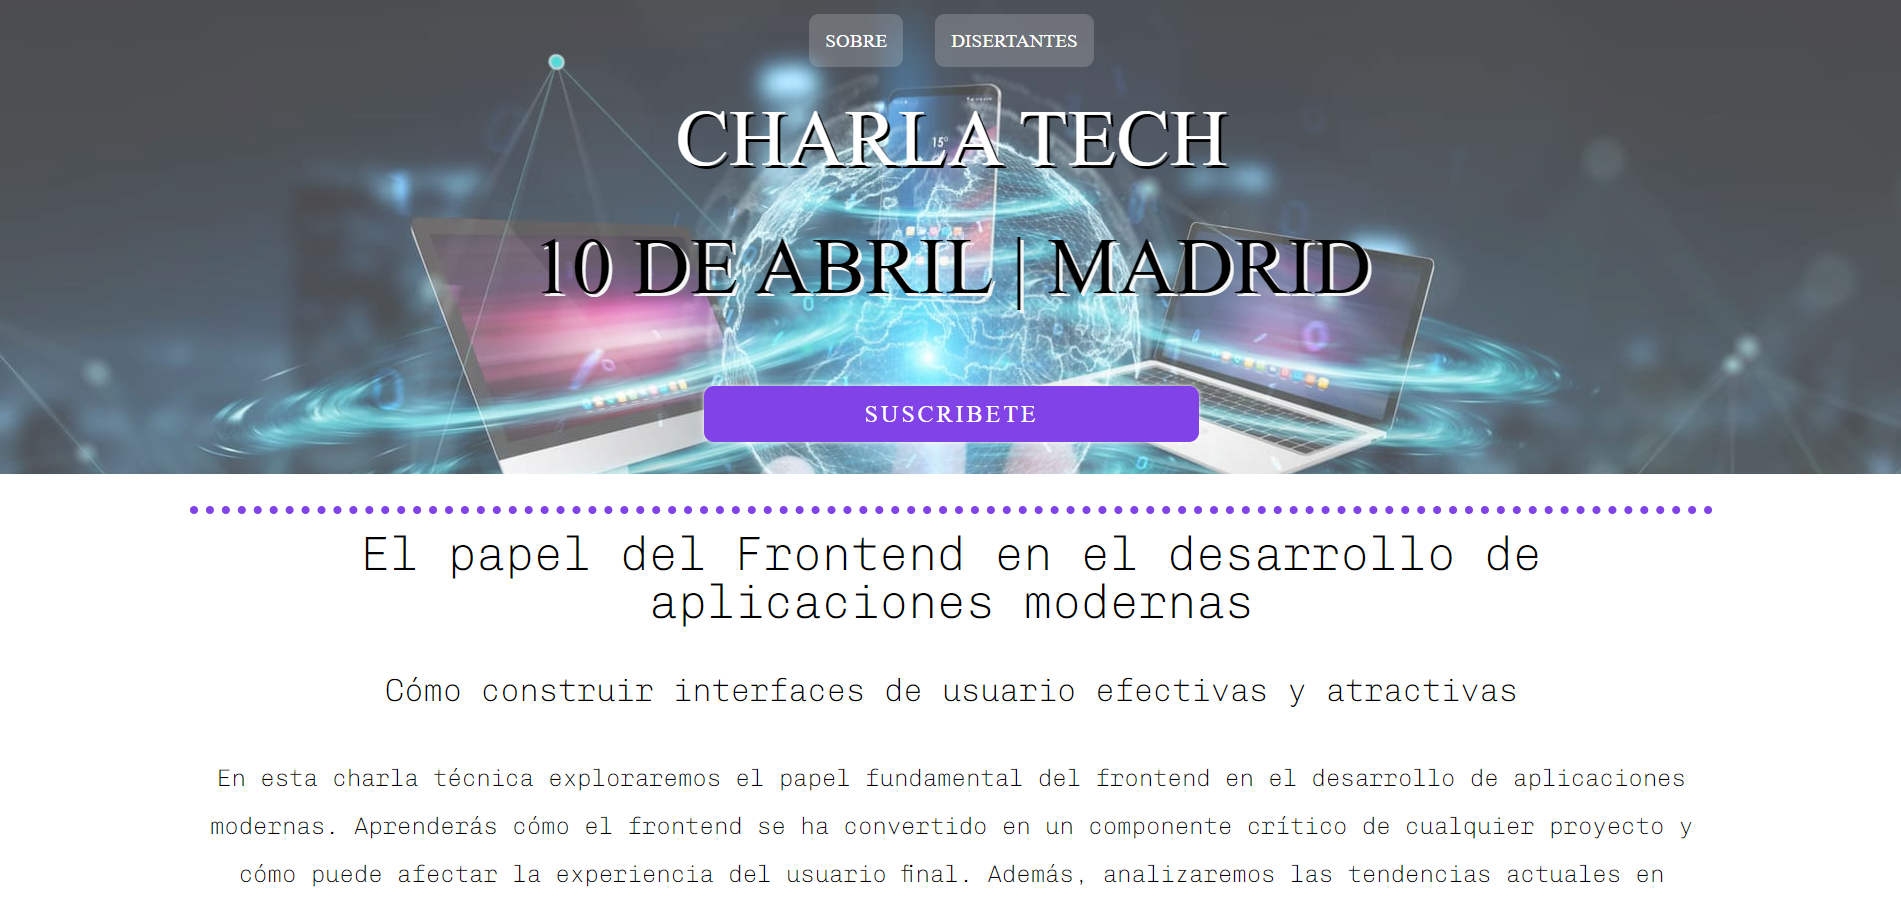 SOBRE DISERTANTES
CHARLA TECH
15°
10 DE ABRIL | MADRID
SUSCRIBETE
El papel del Frontend en el desarrollo de
aplicaciones modernas
Cómo construir interfaces de usuario efectivas y atractivas
En esta charla técnica exploraremos el papel fundamental del frontend en el desarrollo de aplicaciones
modernas. Aprenderás cómo el frontend se ha convertido en un componente crítico de cualquier proyecto y
cómo puede afectar la experiencia del usuario final. Además, analizaremos las tendencias actuales en